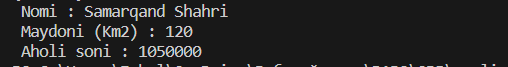 Nomi : Samarqand Shahri
Maydoni (Km2) : 120
Aholi soni : 1050000